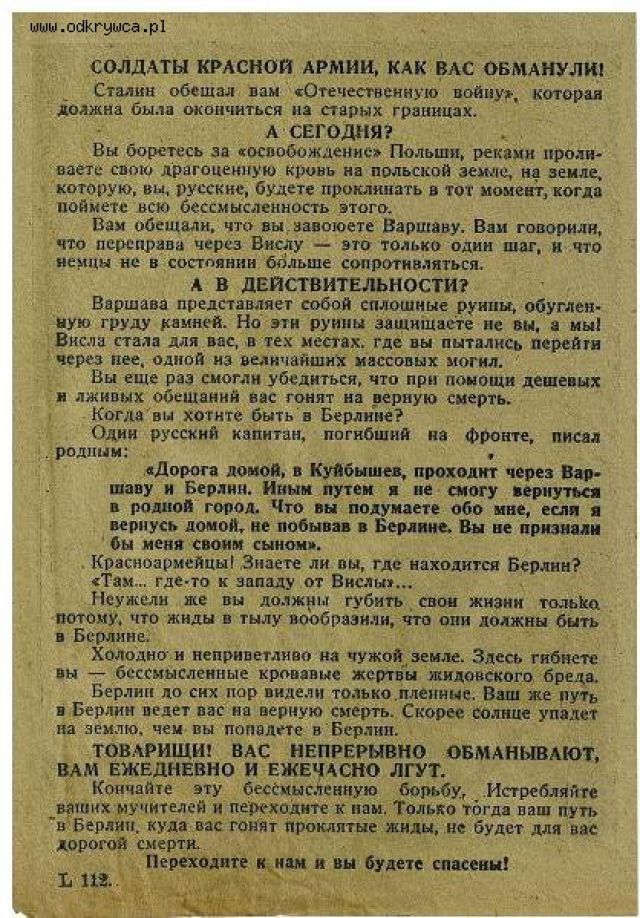 www.odkrywca.pl
СОЛДАТЫ КРАСНОЙ АРМИИ, КАК ВАС ОБМАНУЛИ!
Сталин обещал вам «Отечественную войну», которая
должна была окончиться на старых границах.
А СЕГОДНЯ?
Вы боретесь за «освобождение» Польши, реками проли-
ваете свою драгоценную кровь на польской земле, на земле,
которую, вы, русские, будете проклинать в тот момент, когда
поймете всю бессмысленность этого.
Вам обещали, что вы завоюете Варшаву. Вам говорили,
что переправа через Вислу — это только один шаг, и что
немцы не в состоянии больше сопротивляться.
А В ДЕЙСТВИТЕЛЬНОСТИ?
Варшава представляет собой сплошные руины, обуглен-
ную груду камней. Но эти руины защищаете не вы, а мы!
Висла стала для вас, в тех местах. где вы пытались перейти
через нее, одной из величайших массовых могил.
Вы еще раз смогли убедиться, что при помощи дешевых
и лживых обещаний вас гонят на верную смерть.
Когда вы хотите быть в Берлине?
Один русский капитан, погибший на фронте, писал
родным:
«Дорога домой, в Куйбышев, проходит через Вар-
шаву и Берлин. Иным путем я не смогу вернуться
в родной город. Что вы подумаете обо мне, если я
вернусь домой, не побывав в Берлине. Вы не признали
бы меня своим сыном».
Красноармейцы! Знаете ли вы, где находится Берлин?
«Там... где-то к западу от Вислы»...
Неужели же вы должны губить свои жизни только
потому, что жиды в тылу вообразили, что они должны быть
в Берлине.
Холодно и неприветливо на чужой земле. Здесь гибнете
вы — бессмысленные кровавые жертвы жидовского бреда.
Берлин до сих пор видели только пленные. Ваш же путь
в Берлин ведет вас на верную смерть. Скорее солнце упадет
на землю, чем вы попадете в Берлин.
ТОВАРИЩИ! ВАС НЕПРЕРЫВНО ОБМАНЫВАЮТ,
ВАМ ЕЖЕДНЕВНО И ЕЖЕЧАСНО ЛГУТ.
Кончайте эту бессмысленную борьбу. Истребляйте
ваших мучителей и переходите к нам. Только тогда ваш путь
в Берлин, куда вас гонят проклятые жиды, не будет для вас
дорогой смерти.
Переходите к нам и вы будете спасены!
L 112.